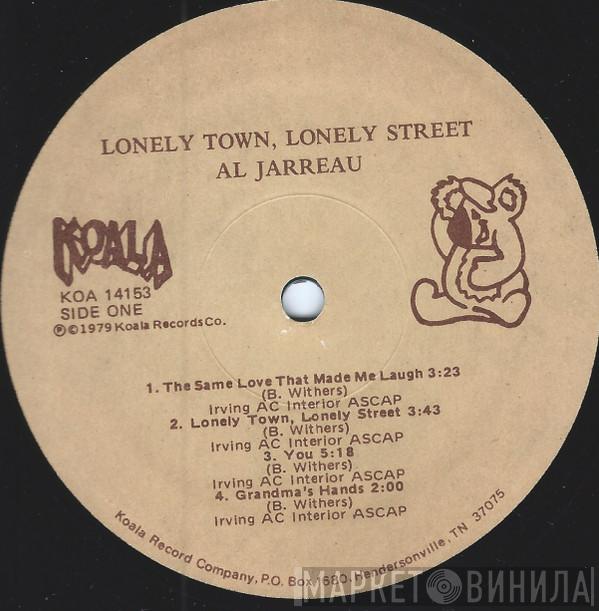 LONELY TOWN, LONELY STREET
AL JARREAU
KOALA
KOA 14153
SIDE ONE
℗©1979 Koala Records Co.
1. The Same Love That Made Me Laugh 3:23
(B. Withers)
Irving AC Interior ASCAP
2. Lonely Town, Lonely Street 3:43
(B. Withers)
Irving AC Interior ASCAP
3. You 5:18
(B. Withers)
Irving AC Interior ASCAP
4. Grandma's Hands 2:00
(B. Withers)
Irving AC Interior ASCAP
Koala Record Company, P.O. Box 1680, Hendersonville, TN 37075
МАРКЕТ ВИНИЛА